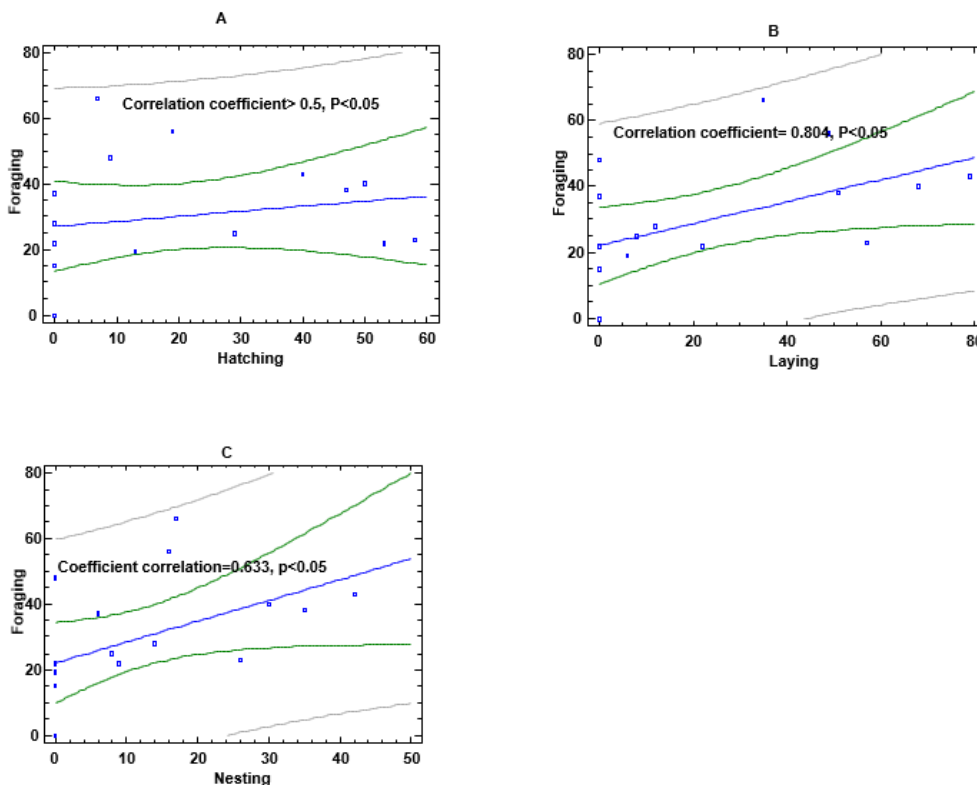 A
80
60
40
20
0
Foraging
Correlation coefficient> 0.5, P<0.05
0 10 20 30 40 50 60
Hatching
B
80
60
40
20
0
Foraging
Correlation coefficient= 0.804, P<0.05
0 20 40 60 80
Laying
C
80
60
40
20
0
Foraging
Coefficient correlation=0.633, p<0.05
0 10 20 30 40 50
Nesting